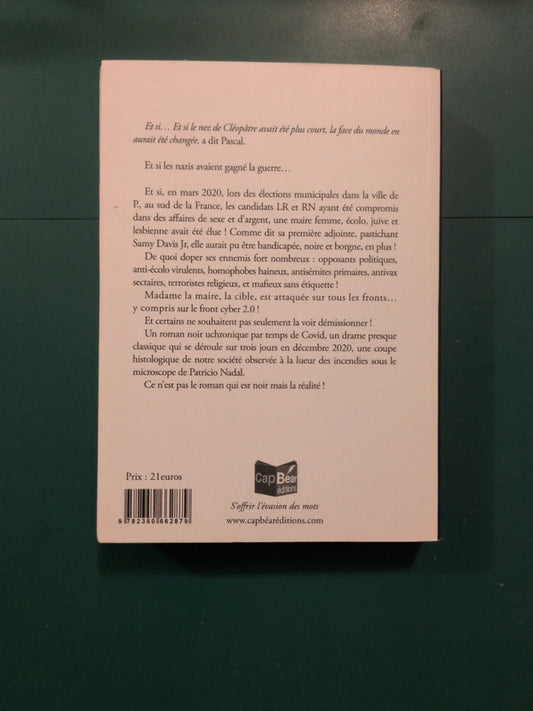 Et si… Et si le nez de Cléopâtre avait été plus court, la face du monde en
aurait été changée, a dit Pascal.
Et si les nazis avaient gagné la guerre…
Et si, en mars 2020, lors des élections municipales dans la ville de
P., au sud de la France, les candidats LR et RN ayant été compromis
dans des affaires de sexe et d'argent, une maire femme, écolo, juive et
lesbienne avait été élue ! Comme dit sa première adjointe, pastichant
Samy Davis Jr, elle aurait pu être handicapée, noire et borgne, en plus !
De quoi doper ses ennemis fort nombreux : opposants politiques,
anti-écolo virulents, homophobes haineux, antisémites primaires, antivax
sectaires, terroristes religieux, et mafieux sans étiquette !
Madame la maire, la cible, est attaquée sur tous les fronts…
y compris sur le front cyber 2.0 !
Et certains ne souhaitent pas seulement la voir démissionner !
Un roman noir uchronique par temps de Covid, un drame presque
classique qui se déroule sur trois jours en décembre 2020, une coupe
histologique de notre société observée à la lueur des incendies sous le
microscope de Patricio Nadal.
Ce n'est pas le roman qui est noir mais la réalité !
Prix : 21euros
Cap Béar
éditions
S'offrir l'évasion des mots
www.capbéaréditions.com
9 782350 662879